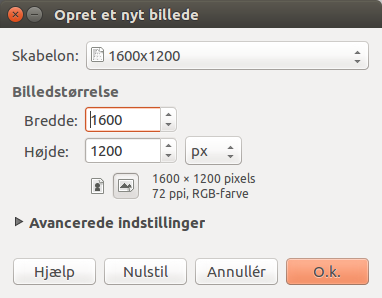 Opret et nyt billede
Skabelon: 1600x1200
Billedstørrelse
Bredde: 1600
Højde: 1200 px
1600 × 1200 pixels
72 ppi, RGB-farve
Avancerede indstillinger
Hjælp Nulstil Annullér O.k.